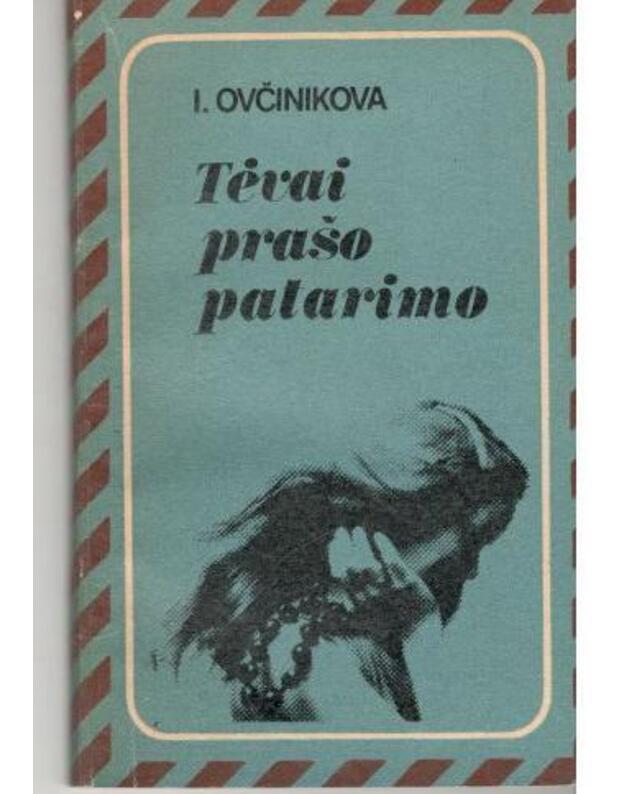 I. OVČINIKOVA
Tėvai
prašo
patarimo